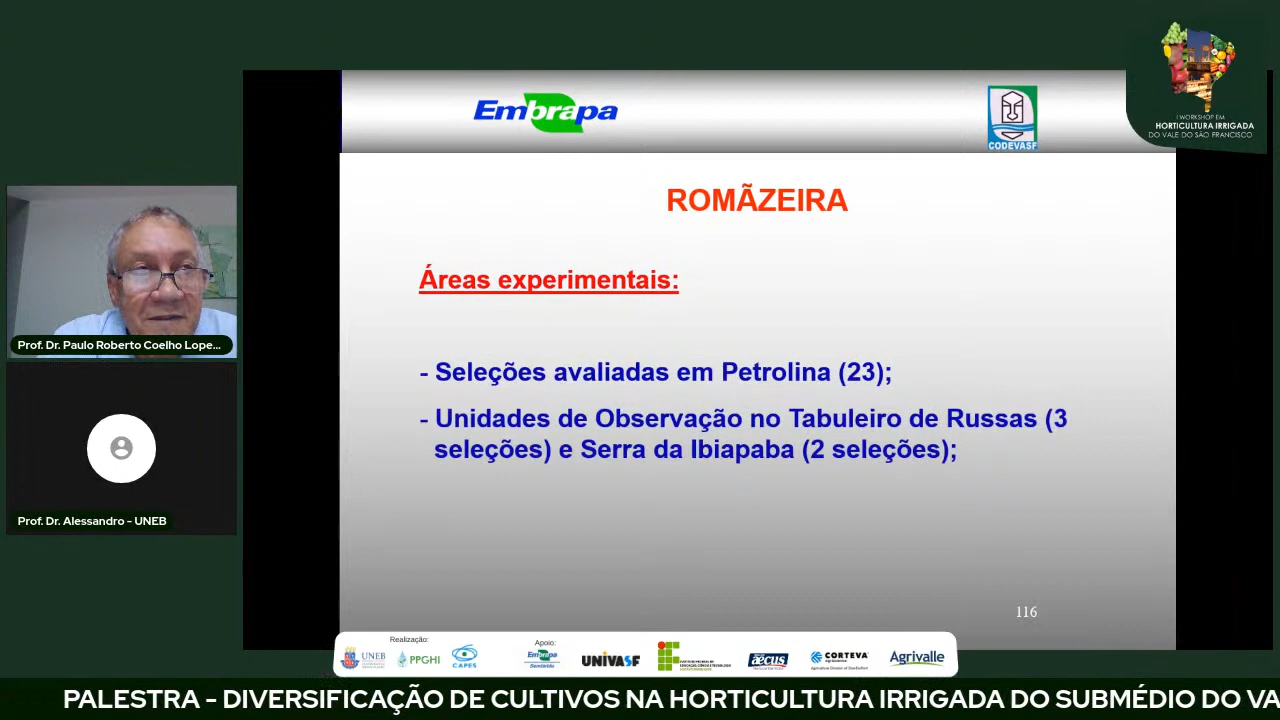 I WORKSHOP EM
HORTICULTURA IRRIGADA
DO VALE DO SÃO FRANCISCO
Embrapa
CODEVASF
ROMÃZEIRA
Áreas experimentais:
- Seleções avaliadas em Petrolina (23);
- Unidades de Observação no Tabuleiro de Russas (3
seleções) e Serra da Ibiapaba (2 seleções);
116
Prof. Dr. Paulo Roberto Coelho Lope...
Prof. Dr. Alessandro - UNEB
Realização:
UNEB
PPGHI
CAPES
Apoio:
Embrapa
UNIVASF
CORTEVA
Agrivalle
PALESTRA - DIVERSIFICAÇÃO DE CULTIVOS NA HORTICULTURA IRRIGADA DO SUBMÉDIO DO VA